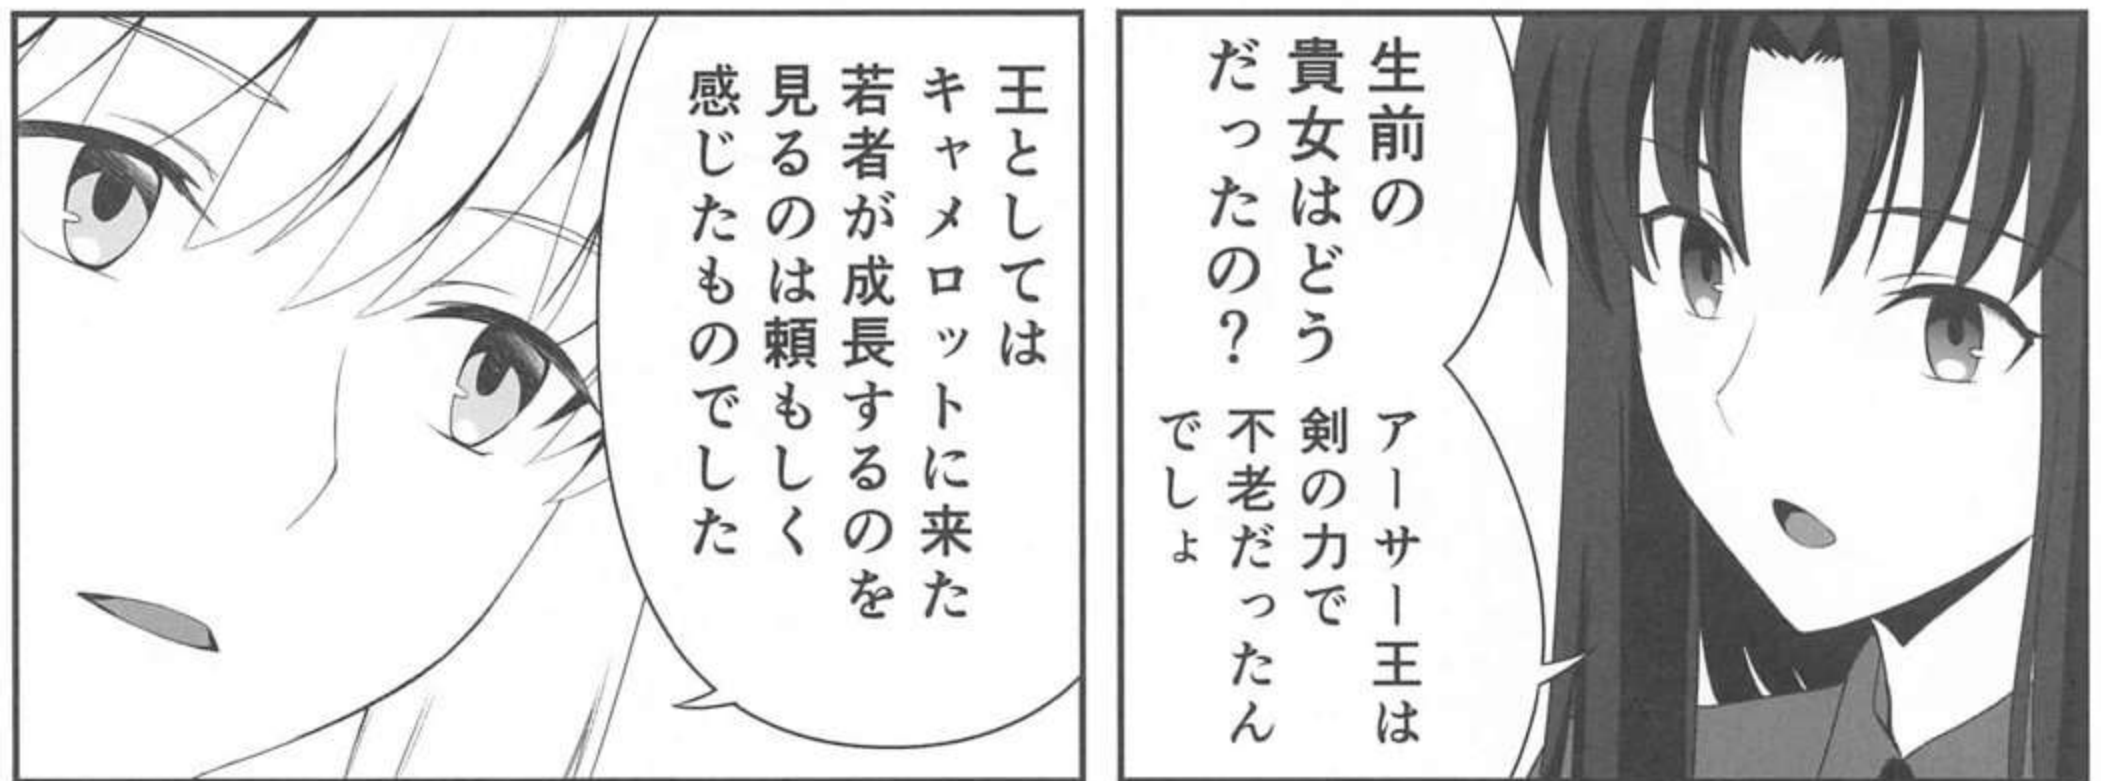 生前の
貴女はどう
だったの?
アーサー王は
剣の力で
不老だったん
でしょ
王としては
キャメロットに来た
若者が成長するのを
見るのは頼もしく
感じたものでした